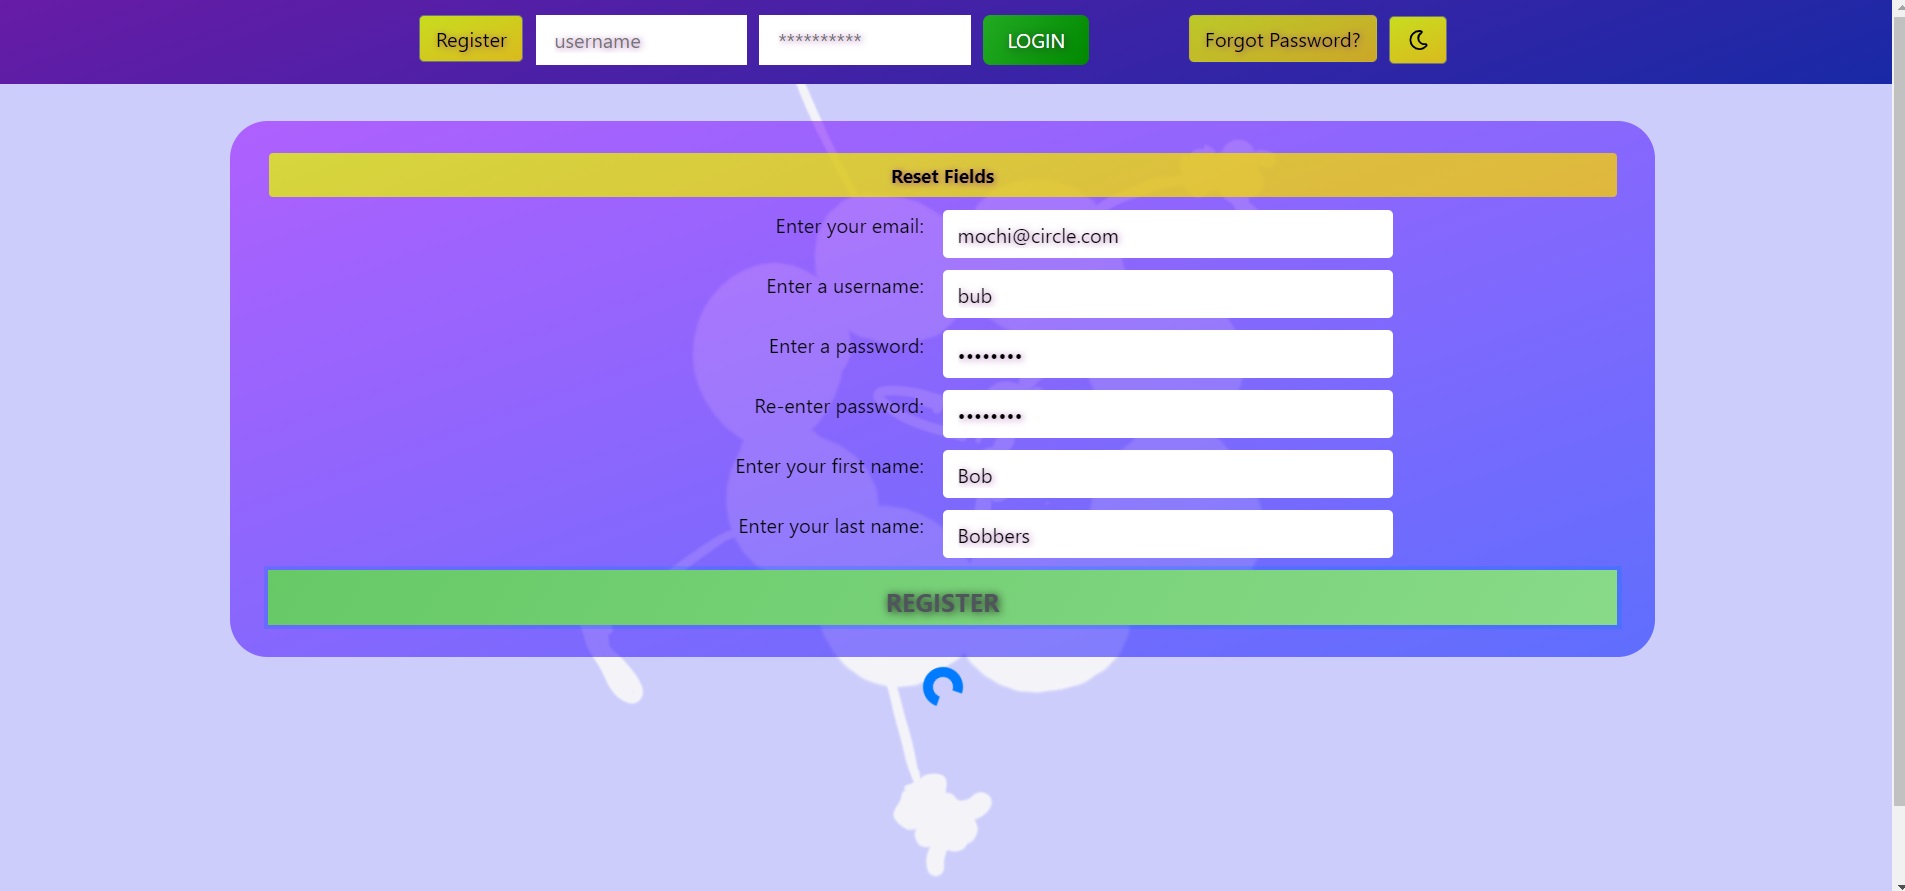 Register
username
**********
LOGIN
Forgot Password?
Reset Fields
Enter your email: mochi@circle.com
Enter a username: bub
Enter a password: ••••••••
Re-enter password: ••••••••
Enter your first name: Bob
Enter your last name: Bobbers
REGISTER